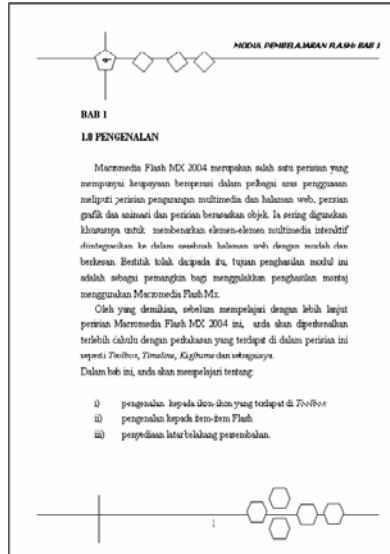 MODUL PEMBELAJARAN FLASH: BAB 1
BAB 1
1.0 PENGENALAN
Macromedia Flash MX 2004 merupakan salah satu perisian yang
mempunyai keupayaan beroperasi dalam pelbagai aras penggunaan
meliputi perisian pengarangan multimedia dan halaman web, perisian
grafik dan animasi dan perisian berasaskan objek. Ia sering digunakan
khususnya untuk membenarkan elemen-elemen multimedia interaktif
diintegrasikan ke dalam sesebuah halaman web dengan mudah dan
berkesan. Bertitik tolak daripada itu, tujuan penghasilan modul ini
adalah sebagai pemangkin bagi menggalakkan penghasilan montaj
menggunakan Macromedia Flash Mx.
Oleh yang demikian, sebelum mempelajari dengan lebih lanjut
perisian Macromedia Flash MX 2004 ini, anda akan diperkenalkan
terlebih dahulu dengan perkakasan yang terdapat di dalam perisian ini
seperti Toolbox, Timeline, Keyframe dan sebagainya.
Dalam bab ini, anda akan mempelajari tentang:
i) pengenalan kepada ikon-ikon yang terdapat di Toolbox
ii) pengenalan kepada item-item Flash
iii) penyediaan latar belakang persembahan.
1